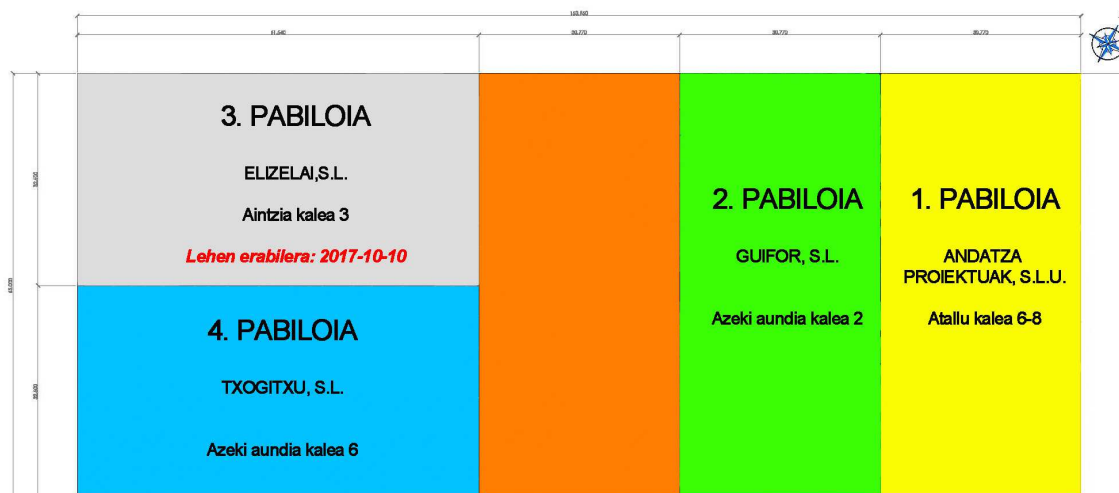 3. PABILOIA
ELIZELAI,S.L.
Aintzia kalea 3
Lehen erabilera: 2017-10-10
4. PABILOIA
TXOGITXU, S.L.
Azeki aundia kalea 6
2. PABILOIA
GUIFOR, S.L.
Azeki aundia kalea 2
1. PABILOIA
ANDATZA
PROIEKTUAK, S.L.U.
Atallu kalea 6-8